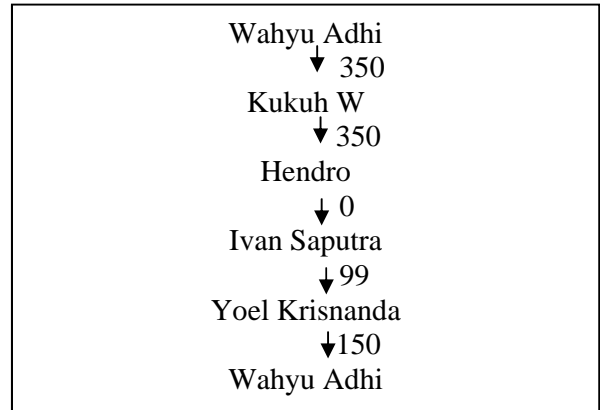 Wahyu Adhi
350
Kukuh W
350
Hendro
0
Ivan Saputra
99
Yoel Krisnanda
150
Wahyu Adhi